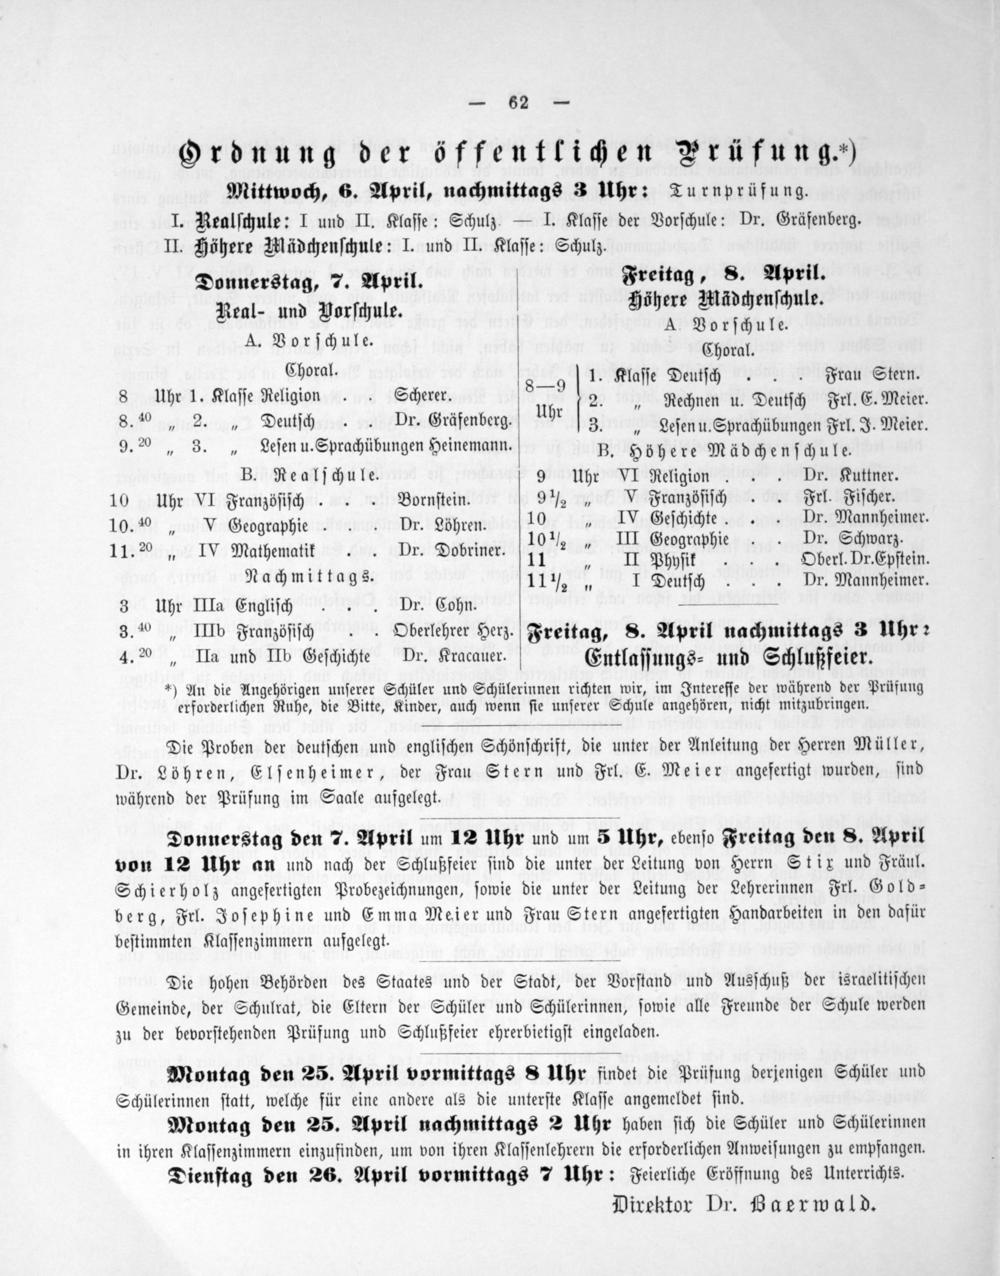 — 62 —
Ordnung der öffentlichen Prüfung.*)
Mittwoch, 6. April, nachmittags 3 Uhr: Turnprüfung.
I. Realschule: I und II. Klasse: Schulz — I. Klasse der Vorschule: Dr. Gräfenberg.
II. Höhere Mädchenschule: I. und II. Klasse: Schulz.
Donnerstag, 7. April.
Real- und Vorschule.
A. Vorschule.
Choral.
8 Uhr 1. Klasse Religion . . Scherer.
8.40 „ 2. „ Deutsch . . Dr. Gräfenberg.
9.20 „ 3. „ Lesen u. Sprachübungen Heinemann.
B. Realschule.
10 Uhr VI Französisch . . . Bornstein.
10.40 „ V Geographie . . . Dr. Löhren.
11.20 „ IV Mathematik . . Dr. Dobriner.
Nachmittags.
3 Uhr IIIa Englisch . . . Dr. Cohn.
3.40 „ IIIb Französisch . . Oberlehrer Herz.
4.20 „ IIa und IIb Geschichte Dr. Kracauer.
Freitag, 8. April.
Höhere Mädchenschule.
A. Vorschule.
Choral.
8—9 Uhr
1. Klasse Deutsch . . . Frau Stern.
2. „ Rechnen u. Deutsch Frl. E. Meier.
3. „ Lesen u. Sprachübungen Frl. J. Meier.
B. Höhere Mädchenschule.
9 Uhr VI Religion . . . Dr. Kuttner.
9 1/2 „ V Französisch . . Frl. Fischer.
10 „ IV Geschichte . . . Dr. Mannheimer.
10 1/2 „ III Geographie . . Dr. Schwarz.
11 „ II Physik . . . Oberl. Dr. Epstein.
11 1/2 „ I Deutsch . . . Dr. Mannheimer.
Freitag, 8. April nachmittags 3 Uhr:
Entlassungs- und Schlußfeier.
*) An die Angehörigen unserer Schüler und Schülerinnen richten wir, im Interesse der während der Prüfung
erforderlichen Ruhe, die Bitte, Kinder, auch wenn sie unserer Schule angehören, nicht mitzubringen.
Die Proben der deutschen und englischen Schönschrift, die unter der Anleitung der Herren Müller,
Dr. Löhren, Elsenheimer, der Frau Stern und Frl. E. Meier angefertigt wurden, sind
während der Prüfung im Saale aufgelegt.
Donnerstag den 7. April um 12 Uhr und um 5 Uhr, ebenso Freitag den 8. April
von 12 Uhr an und nach der Schlußfeier sind die unter der Leitung von Herrn Stix und Fräul.
Schierholz angefertigten Probezeichnungen, sowie die unter der Leitung der Lehrerinnen Frl. Gold-
berg, Frl. Josephine und Emma Meier und Frau Stern angefertigten Handarbeiten in den dafür
bestimmten Klassenzimmern aufgelegt.
Die hohen Behörden des Staates und der Stadt, der Vorstand und Ausschuß der israelitischen
Gemeinde, der Schulrat, die Eltern der Schüler und Schülerinnen, sowie alle Freunde der Schule werden
zu der bevorstehenden Prüfung und Schlußfeier ehrerbietigst eingeladen.
Montag den 25. April vormittags 8 Uhr findet die Prüfung derjenigen Schüler und
Schülerinnen statt, welche für eine andere als die unterste Klasse angemeldet sind.
Montag den 25. April nachmittags 2 Uhr haben sich die Schüler und Schülerinnen
in ihren Klassenzimmern einzufinden, um von ihren Klassenlehrern die erforderlichen Anweisungen zu empfangen.
Dienstag den 26. April vormittags 7 Uhr: Feierliche Eröffnung des Unterrichts.
Direktor Dr. Baerwald.